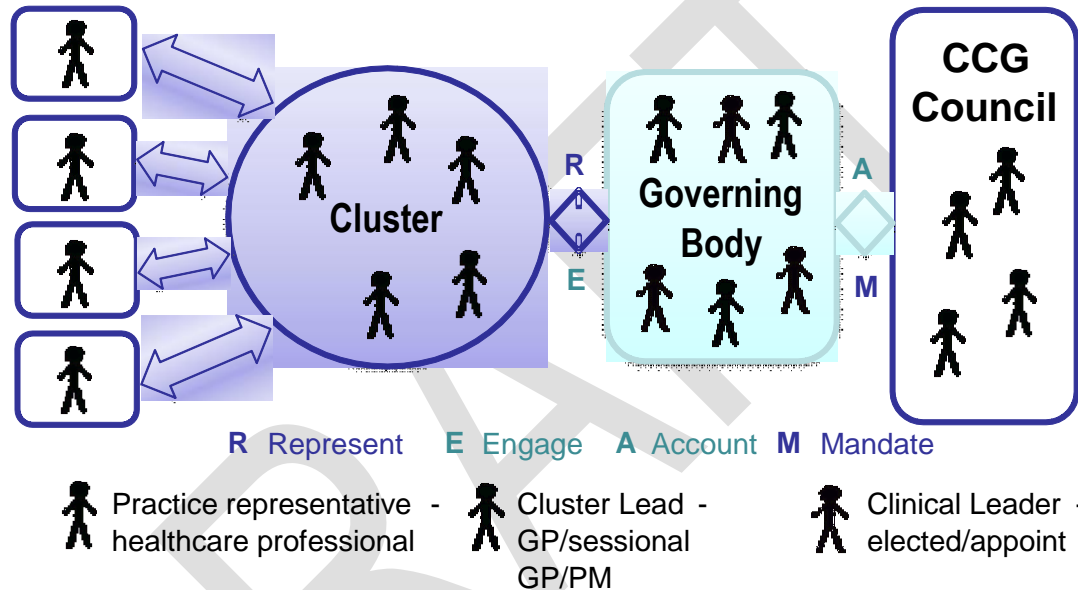 CCG
Council
R
A
Governing
Body
Cluster
E
M
R Represent E Engage A Account M Mandate
Practice representative -
healthcare professional
Cluster Lead -
GP/sessional
GP/PM
Clinical Leader -
elected/appoint
DRAFT